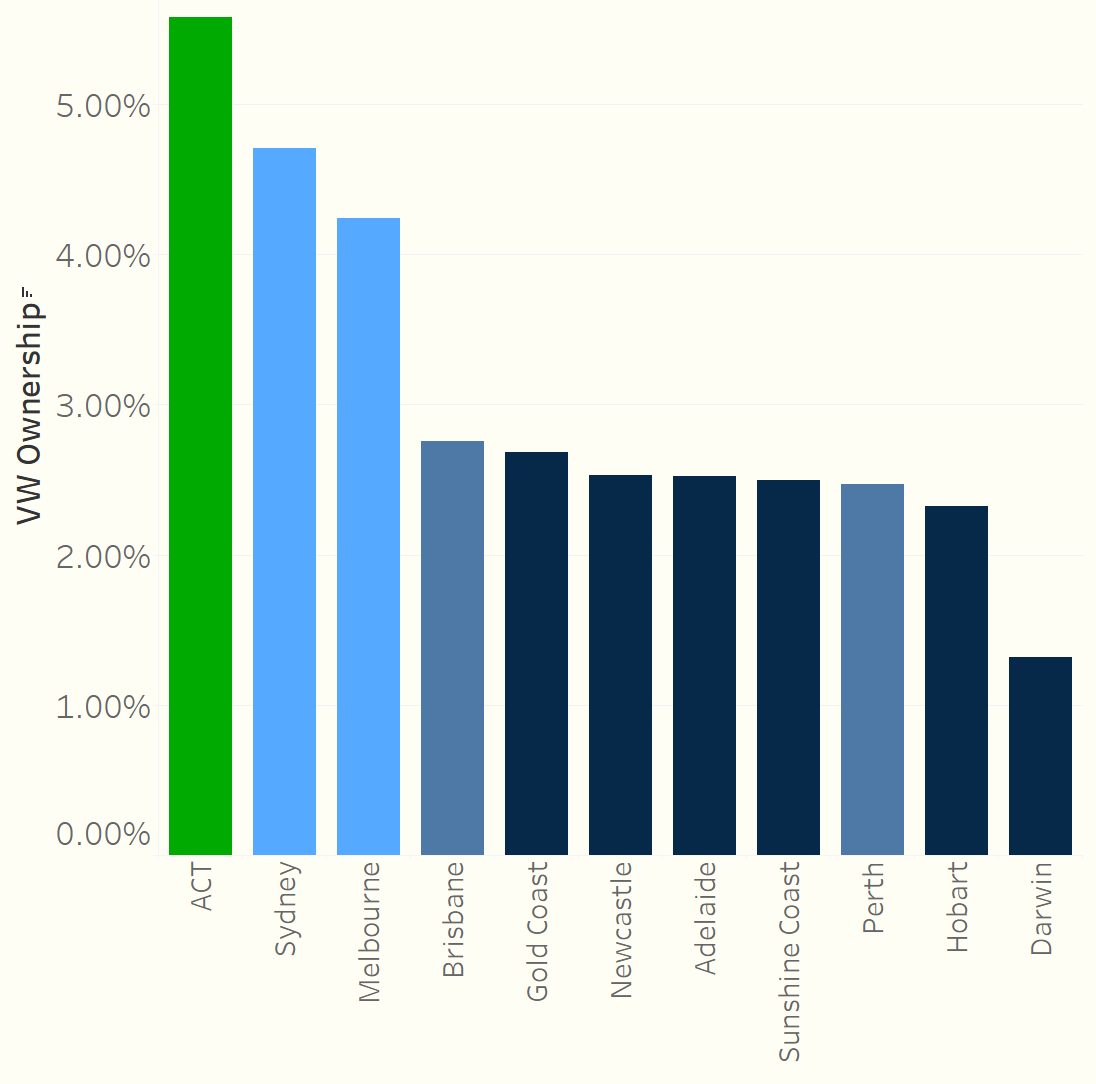 VW Ownership
5.00%
4.00%
3.00%
2.00%
1.00%
0.00%
ACT
Sydney
Melbourne
Brisbane
Gold Coast
Newcastle
Adelaide
Sunshine Coast
Perth
Hobart
Darwin